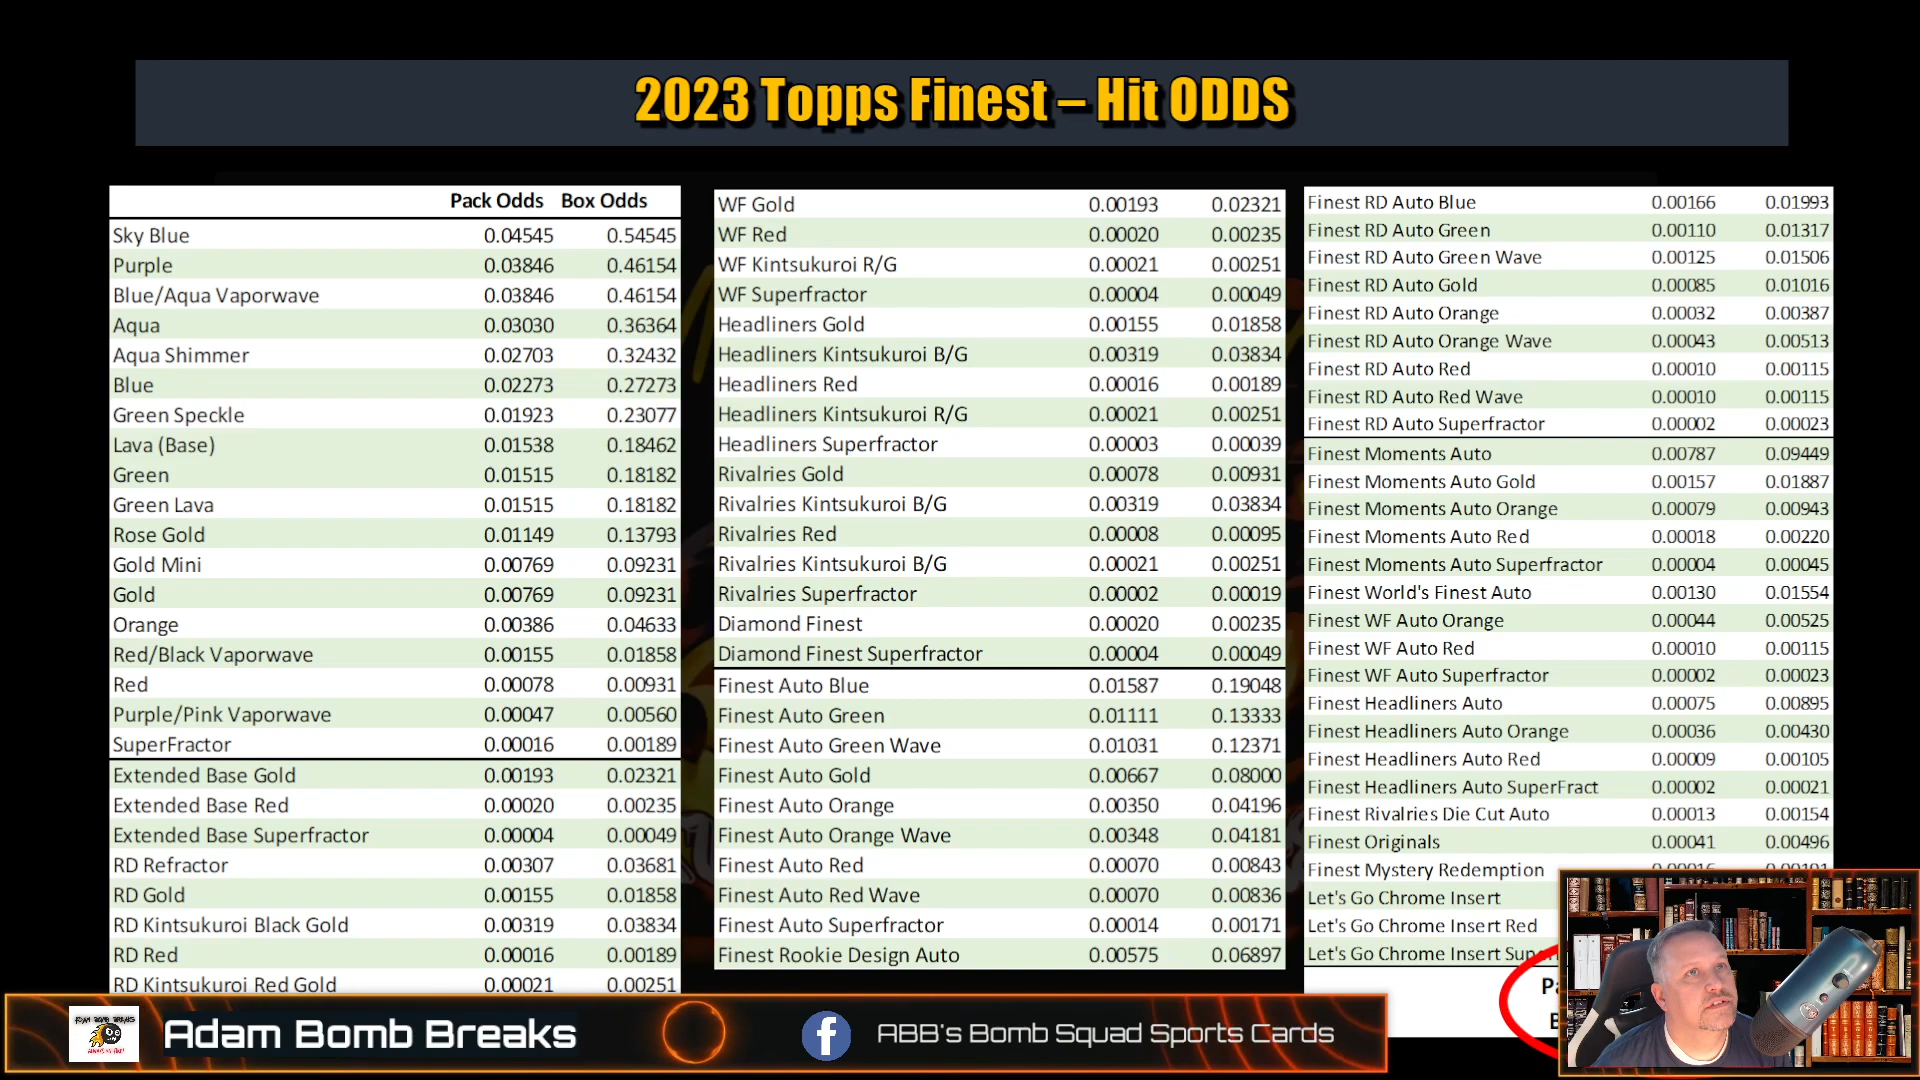 2023 Topps Finest – Hit ODDS
Pack Odds Box Odds
Sky Blue 0.04545 0.54545
Purple 0.03846 0.46154
Blue/Aqua Vaporwave 0.03846 0.46154
Aqua 0.03030 0.36364
Aqua Shimmer 0.02703 0.32432
Blue 0.02273 0.27273
Green Speckle 0.01923 0.23077
Lava (Base) 0.01538 0.18462
Green 0.01515 0.18182
Green Lava 0.01515 0.18182
Rose Gold 0.01149 0.13793
Gold Mini 0.00769 0.09231
Gold 0.00769 0.09231
Orange 0.00386 0.04633
Red/Black Vaporwave 0.00155 0.01858
Red 0.00078 0.00931
Purple/Pink Vaporwave 0.00047 0.00560
SuperFractor 0.00016 0.00189
Extended Base Gold 0.00193 0.02321
Extended Base Red 0.00020 0.00235
Extended Base Superfractor 0.00004 0.00049
RD Refractor 0.00307 0.03681
RD Gold 0.00155 0.01858
RD Kintsukuroi Black Gold 0.00319 0.03834
RD Red 0.00016 0.00189
RD Kintsukuroi Red Gold 0.00021 0.00251
WF Gold 0.00193 0.02321
WF Red 0.00020 0.00235
WF Kintsukuroi R/G 0.00021 0.00251
WF Superfractor 0.00004 0.00049
Headliners Gold 0.00155 0.01858
Headliners Kintsukuroi B/G 0.00319 0.03834
Headliners Red 0.00016 0.00189
Headliners Kintsukuroi R/G 0.00021 0.00251
Headliners Superfractor 0.00003 0.00039
Rivalries Gold 0.00078 0.00931
Rivalries Kintsukuroi B/G 0.00319 0.03834
Rivalries Red 0.00008 0.00095
Rivalries Kintsukuroi B/G 0.00021 0.00251
Rivalries Superfractor 0.00002 0.00019
Diamond Finest 0.00020 0.00235
Diamond Finest Superfractor 0.00004 0.00049
Finest Auto Blue 0.01587 0.19048
Finest Auto Green 0.01111 0.13333
Finest Auto Green Wave 0.01031 0.12371
Finest Auto Gold 0.00667 0.08000
Finest Auto Orange 0.00350 0.04196
Finest Auto Orange Wave 0.00348 0.04181
Finest Auto Red 0.00070 0.00843
Finest Auto Red Wave 0.00070 0.00836
Finest Auto Superfractor 0.00014 0.00171
Finest Rookie Design Auto 0.00575 0.06897
Finest RD Auto Blue 0.00166 0.01993
Finest RD Auto Green 0.00110 0.01317
Finest RD Auto Green Wave 0.00125 0.01506
Finest RD Auto Gold 0.00085 0.01016
Finest RD Auto Orange 0.00032 0.00387
Finest RD Auto Orange Wave 0.00043 0.00513
Finest RD Auto Red 0.00010 0.00115
Finest RD Auto Red Wave 0.00010 0.00115
Finest RD Auto Superfractor 0.00002 0.00023
Finest Moments Auto 0.00787 0.09449
Finest Moments Auto Gold 0.00157 0.01887
Finest Moments Auto Orange 0.00079 0.00943
Finest Moments Auto Red 0.00018 0.00220
Finest Moments Auto Superfractor 0.00004 0.00045
Finest World's Finest Auto 0.00130 0.01554
Finest WF Auto Orange 0.00044 0.00525
Finest WF Auto Red 0.00010 0.00115
Finest WF Auto Superfractor 0.00002 0.00023
Finest Headliners Auto 0.00075 0.00895
Finest Headliners Auto Orange 0.00036 0.00430
Finest Headliners Auto Red 0.00009 0.00105
Finest Headliners Auto SuperFract 0.00002 0.00021
Finest Rivalries Die Cut Auto 0.00013 0.00154
Finest Originals 0.00041 0.00496
Finest Mystery Redemption
Let's Go Chrome Insert
Let's Go Chrome Insert Red
Let's Go Chrome Insert
Adam Bomb Breaks
ABB's Bomb Squad Sports Cards